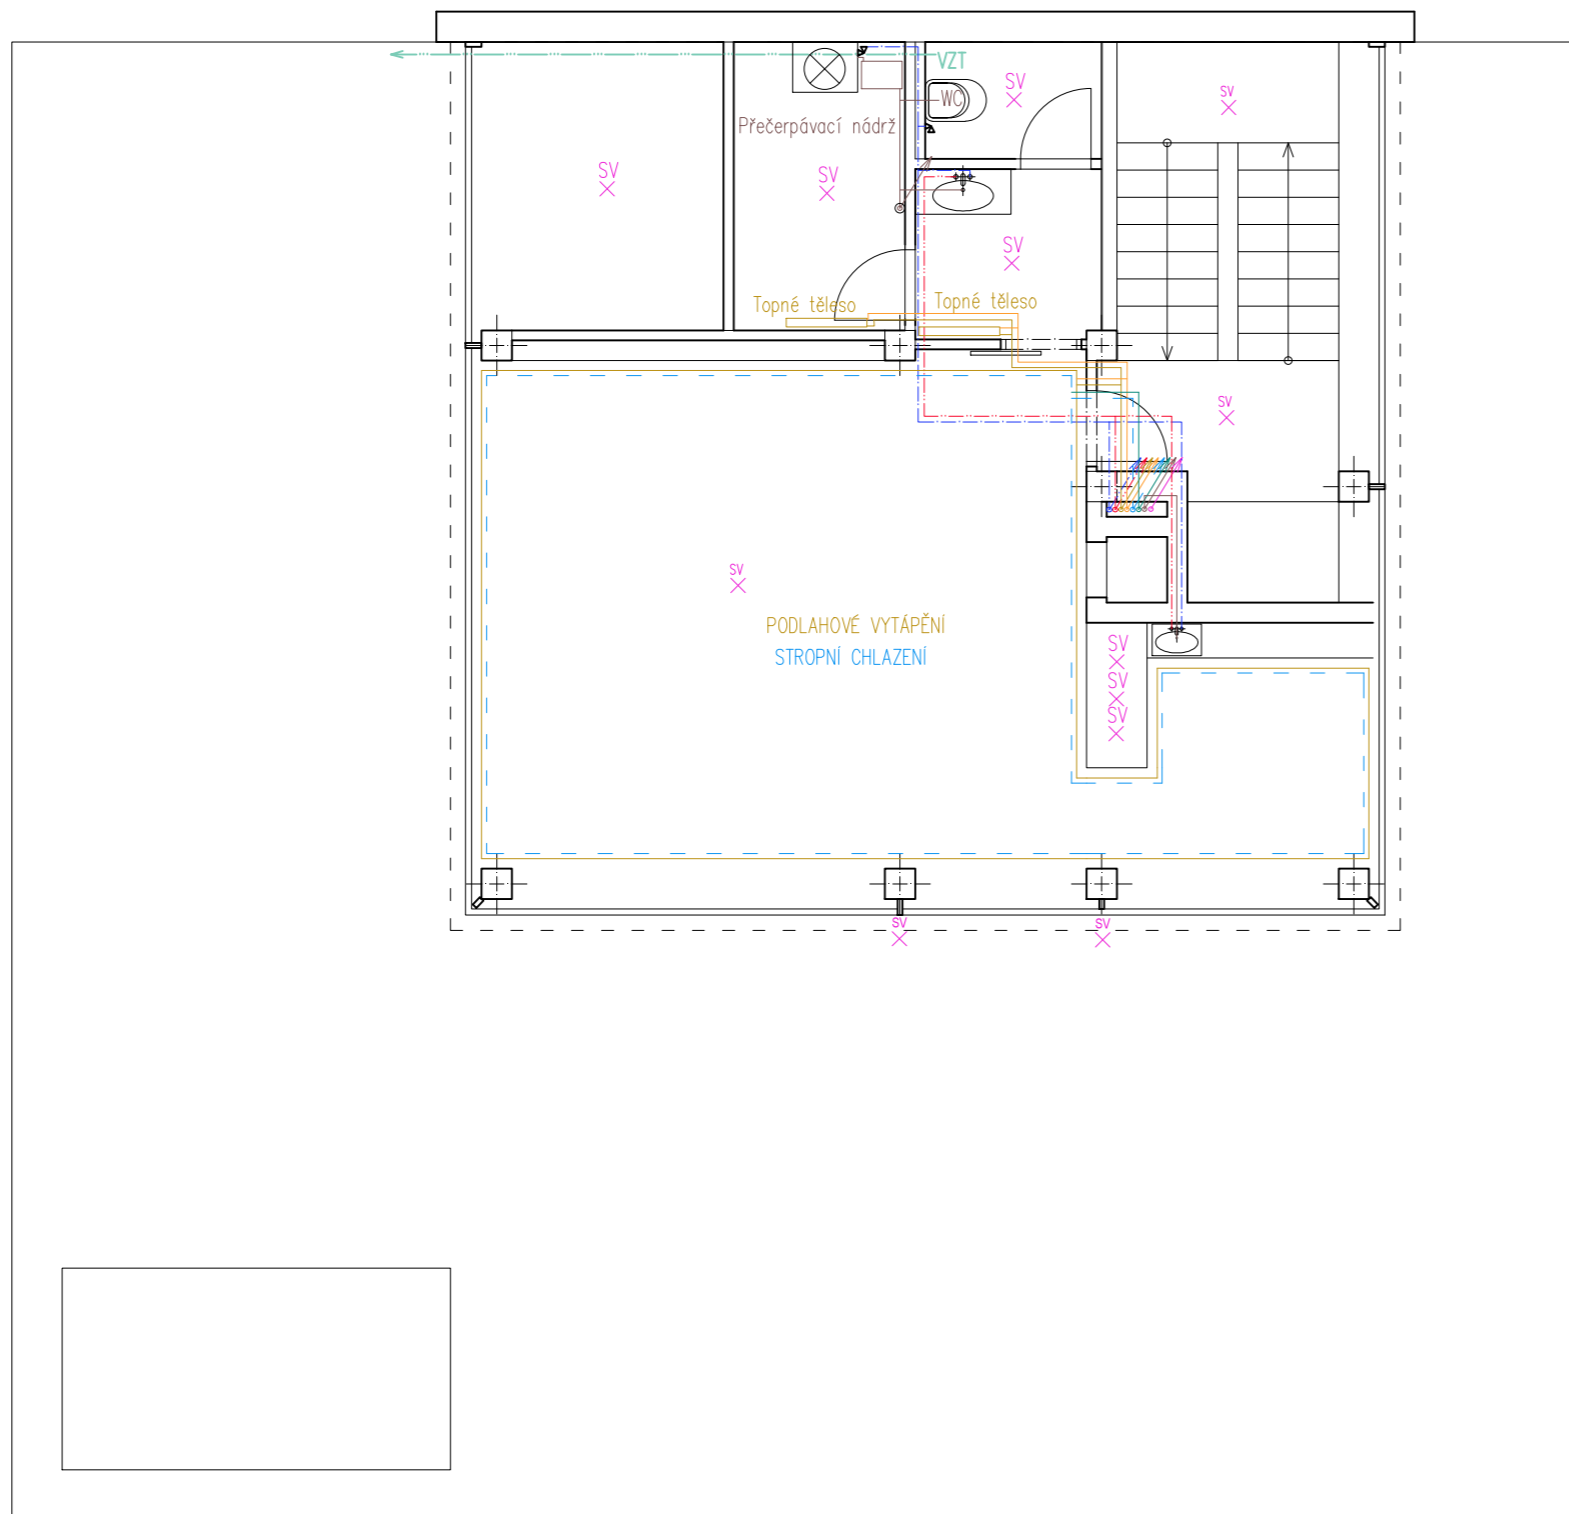 VZT
SV
SV
WC
Přečerpávací nádrž
SV
SV
SV
Topné těleso
Topné těleso
SV
SV
PODLAHOVÉ VYTÁPĚNÍ
STROPNÍ CHLAZENÍ
SV
SV
SV
SV
SV